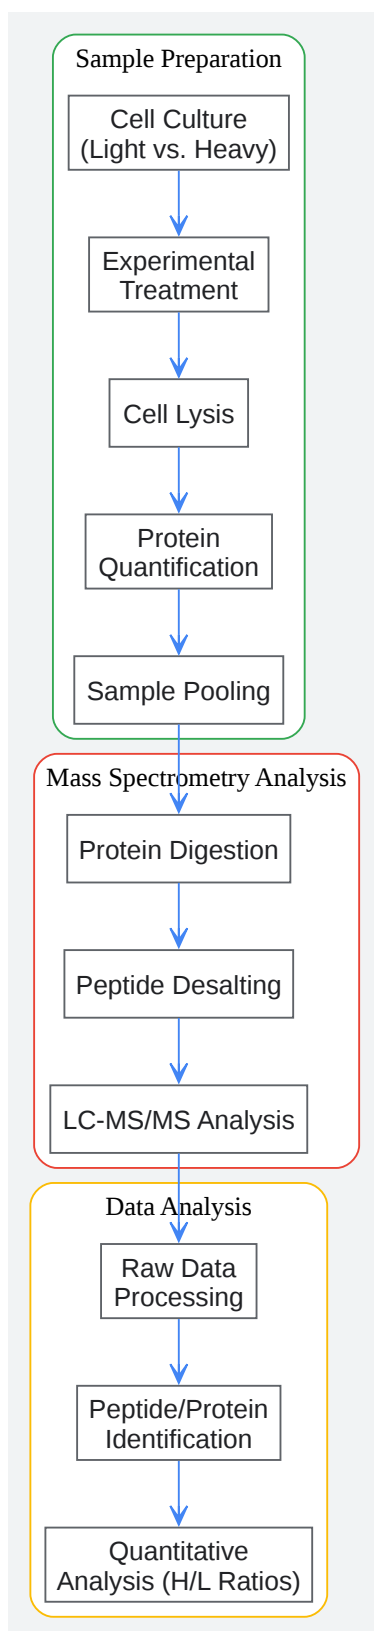 Sample Preparation
Cell Culture
(Light vs. Heavy)
Experimental
Treatment
Cell Lysis
Protein
Quantification
Sample Pooling
Mass Spectrometry Analysis
Protein Digestion
Peptide Desalting
LC-MS/MS Analysis
Data Analysis
Raw Data
Processing
Peptide/Protein
Identification
Quantitative
Analysis (H/L Ratios)